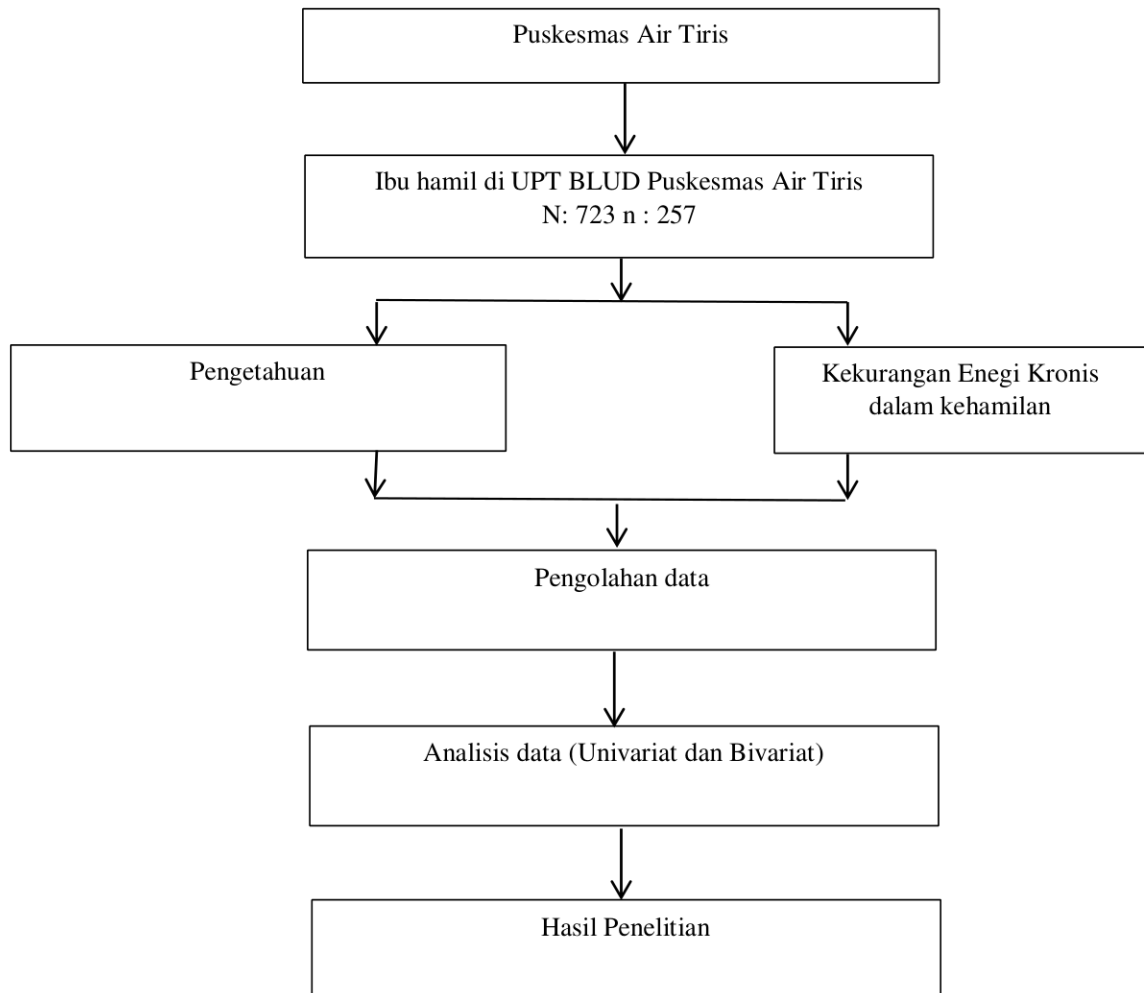 Puskesmas Air Tiris
Ibu hamil di UPT BLUD Puskesmas Air Tiris
N: 723 n : 257
Pengetahuan
Kekurangan Enegi Kronis
dalam kehamilan
Pengolahan data
Analisis data (Univariat dan Bivariat)
Hasil Penelitian